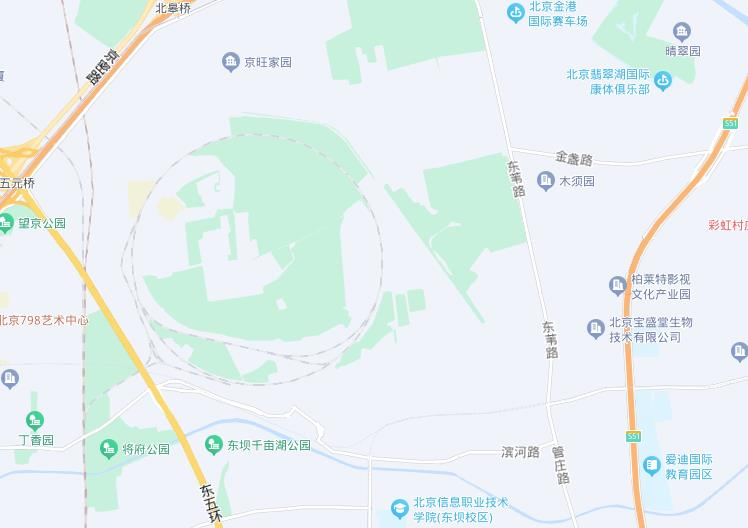 北皋桥
北京金港
国际赛车场
京密路
京旺家园
晴翠园
北京翡翠湖国际
康体俱乐部
S51
金盏路
东苇路
木须园
五元桥
望京公园
彩虹村
柏莱特影视
文化产业园
北京798艺术中心
北京宝盛堂生物
技术有限公司
东苇路
丁香园
将府公园
东坝千亩湖公园
S51
滨河路
管庄路
爱迪国际
教育园区
东五环
北京信息职业技术
学院(东坝校区)